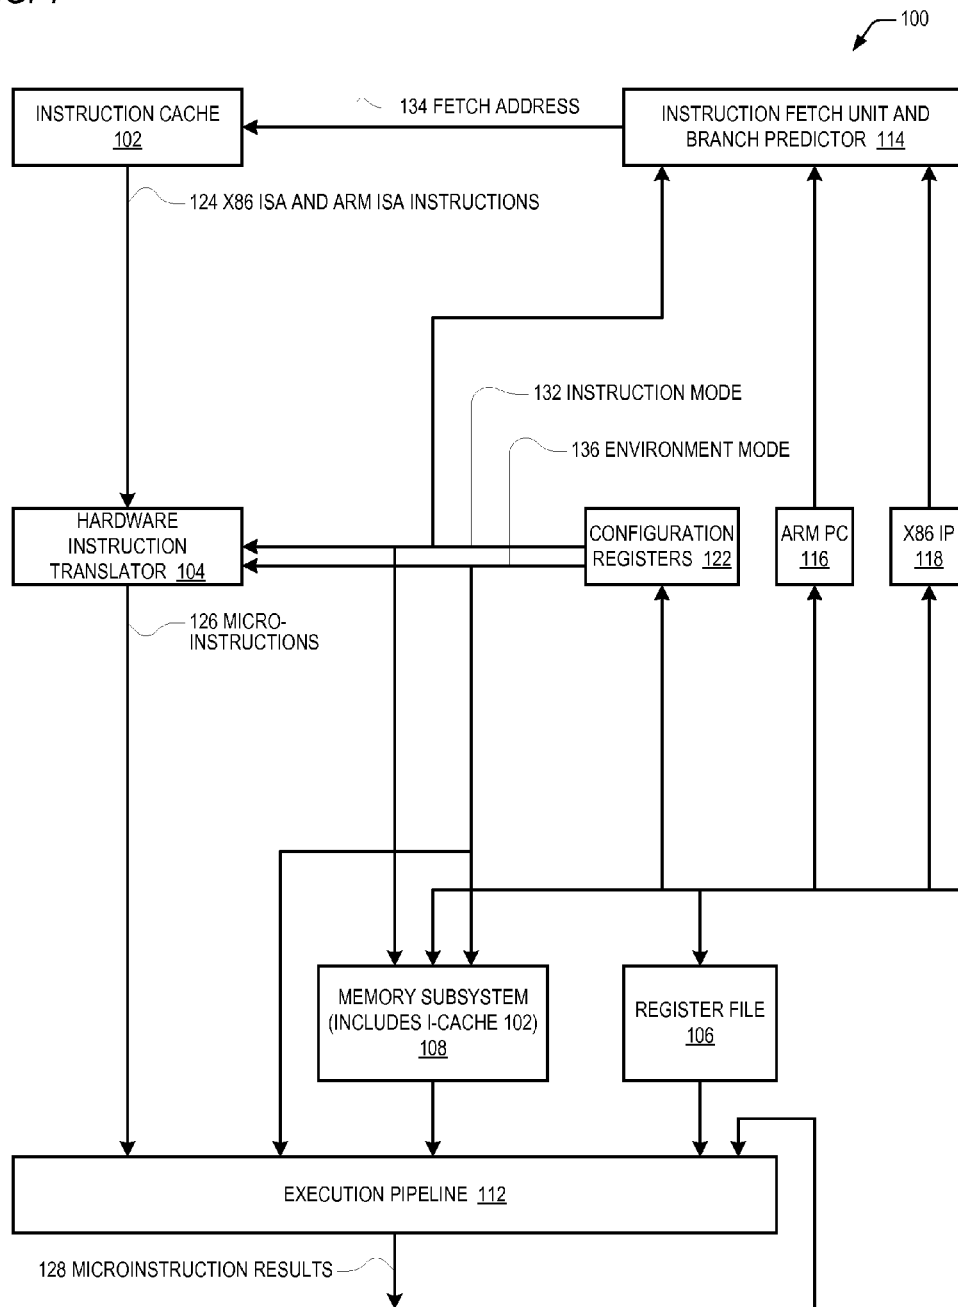 100
INSTRUCTION CACHE
102
134 FETCH ADDRESS
INSTRUCTION FETCH UNIT AND
BRANCH PREDICTOR 114
124 X86 ISA AND ARM ISA INSTRUCTIONS
132 INSTRUCTION MODE
136 ENVIRONMENT MODE
HARDWARE
INSTRUCTION
TRANSLATOR 104
CONFIGURATION
REGISTERS 122
ARM PC
116
X86 IP
118
126 MICRO-
INSTRUCTIONS
MEMORY SUBSYSTEM
(INCLUDES I-CACHE 102)
108
REGISTER FILE
106
EXECUTION PIPELINE 112
128 MICROINSTRUCTION RESULTS